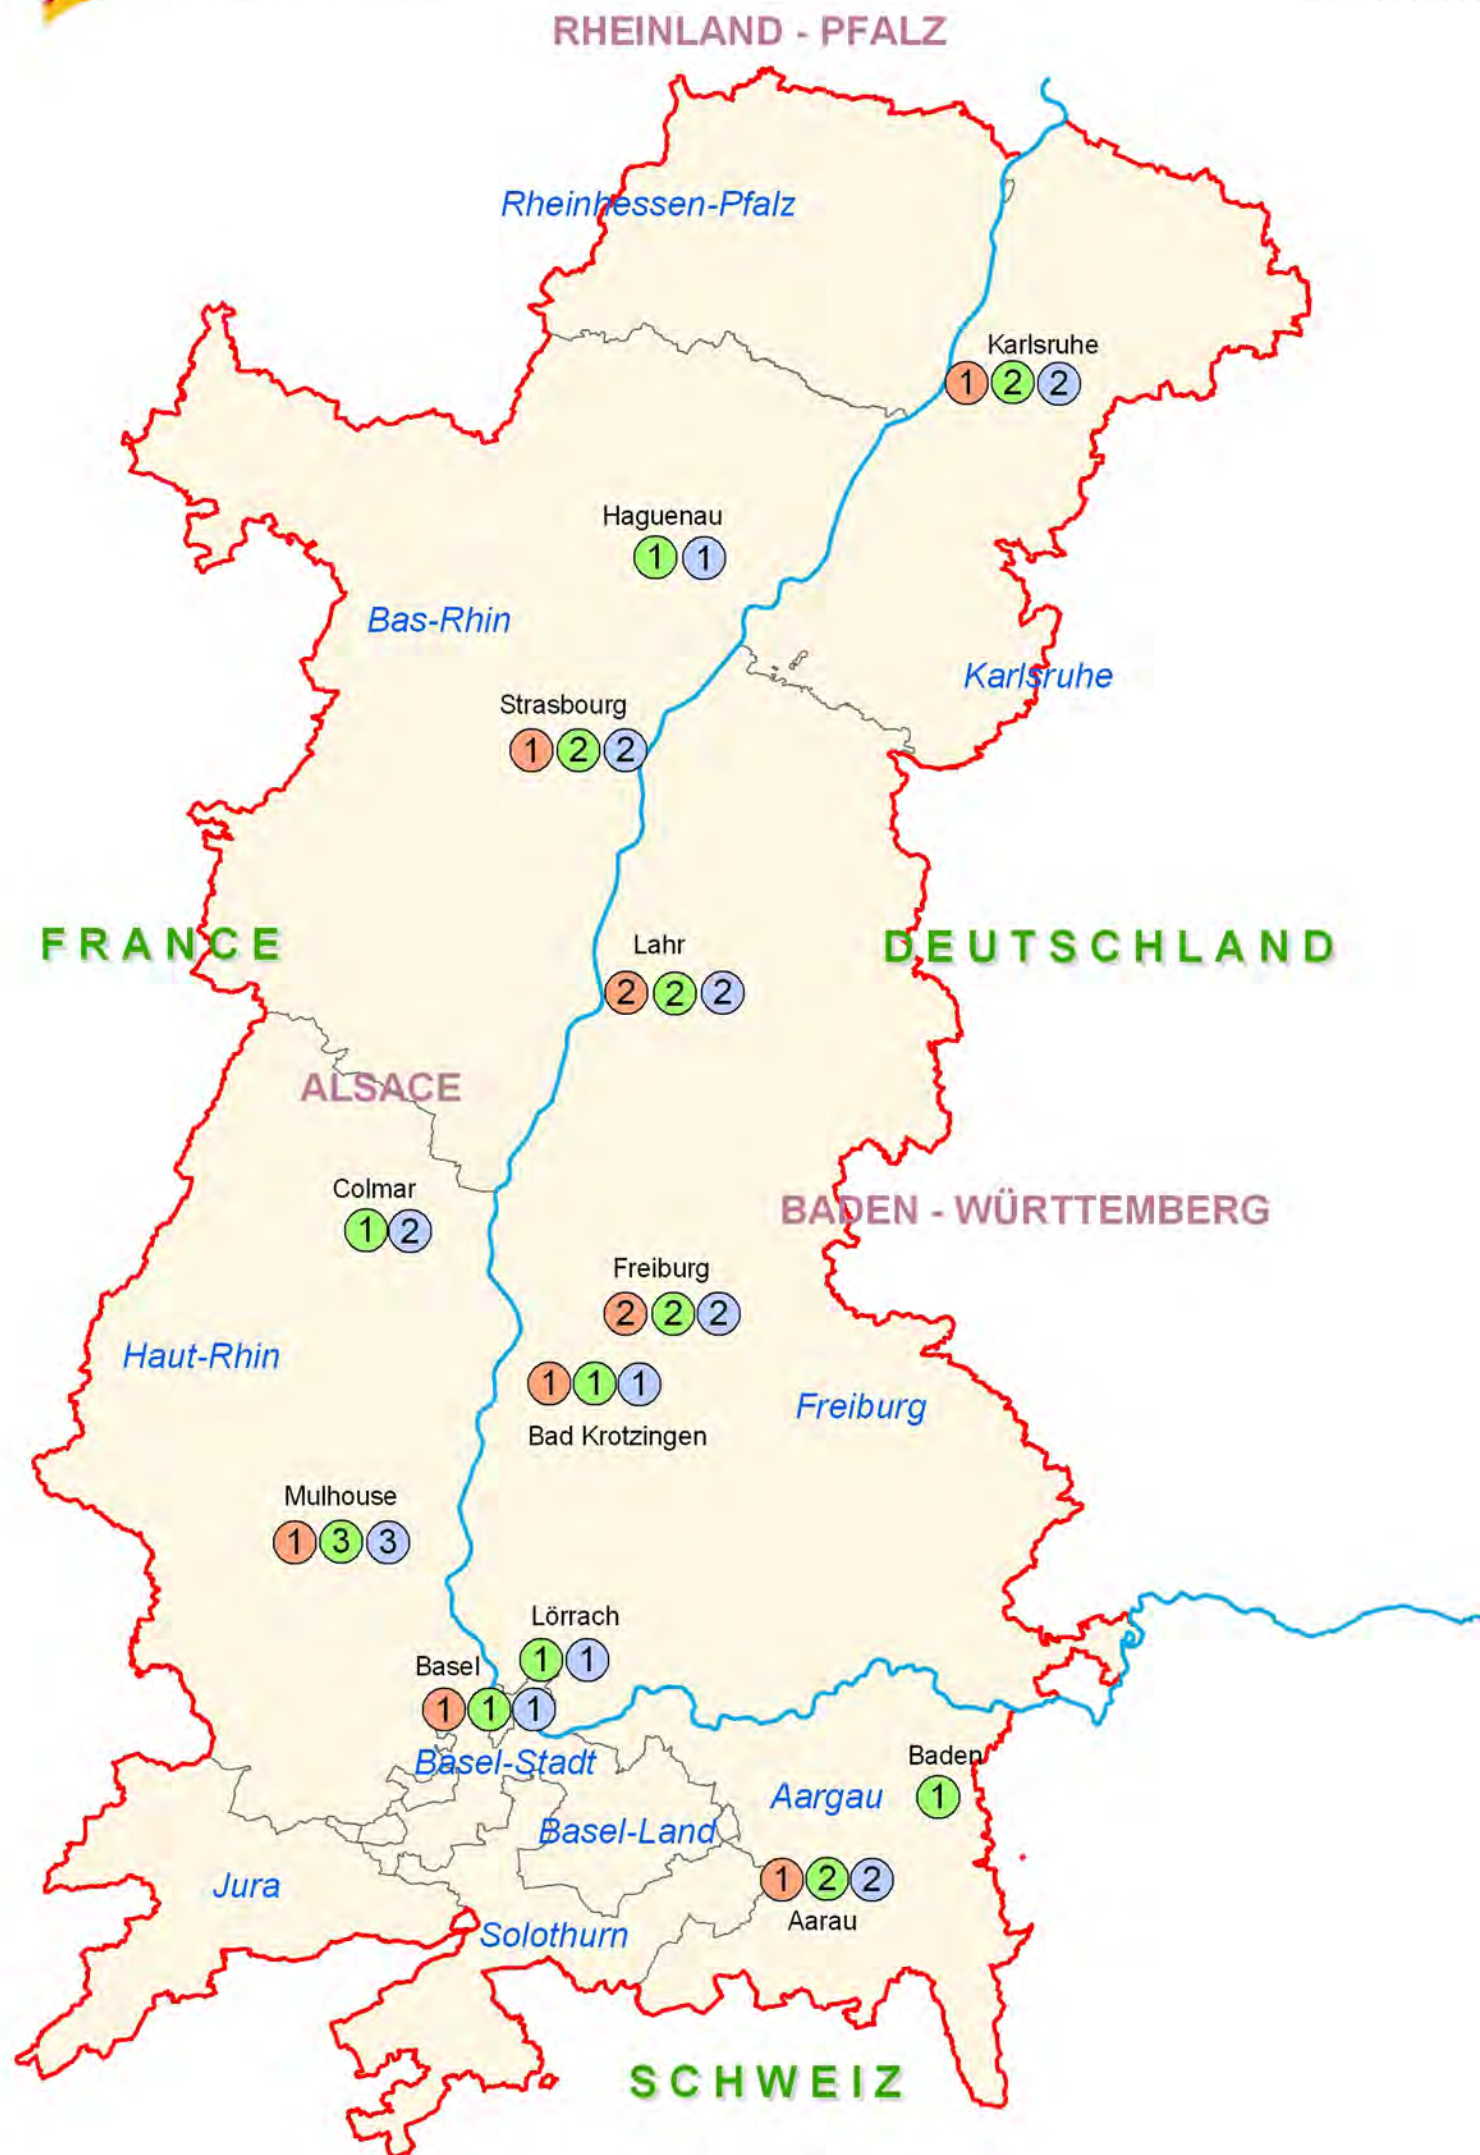 RHEINLAND - PFALZ
Rheinhessen-Pfalz
Karlsruhe
1 2 2
Haguenau
1 1
Bas-Rhin
Karlsruhe
Strasbourg
1 2 2
FRANCE
Lahr
DEUTSCHLAND
2 2 2
ALSACE
Colmar
1 2
BADEN - WÜRTTEMBERG
Freiburg
2 2 2
Haut-Rhin
1 1 1
Freiburg
Bad Krotzingen
Mulhouse
1 3 3
Lörrach
1 1
Basel
1 1 1
Basel-Stadt
Baden
1
Aargau
Basel-Land
Jura
1 2 2
Aarau
Solothurn
SCHWEIZ